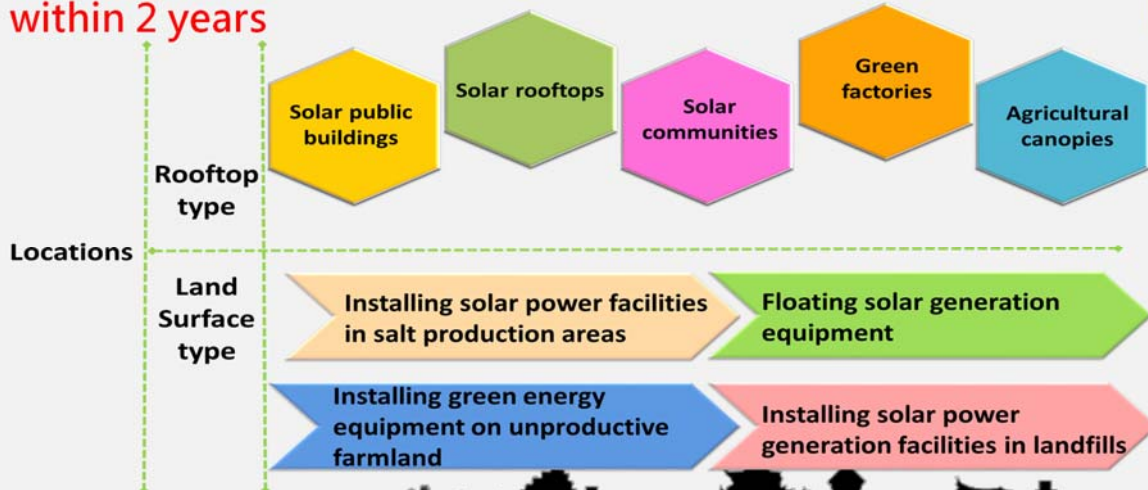 within 2 years
Solar public
buildings
Solar rooftops
Solar
communities
Green
factories
Agricultural
canopies
Rooftop
type
Locations
Land
Surface
type
Installing solar power facilities
in salt production areas
Floating solar generation
equipment
Installing green energy
equipment on unproductive
farmland
Installing solar power
generation facilities in landfills